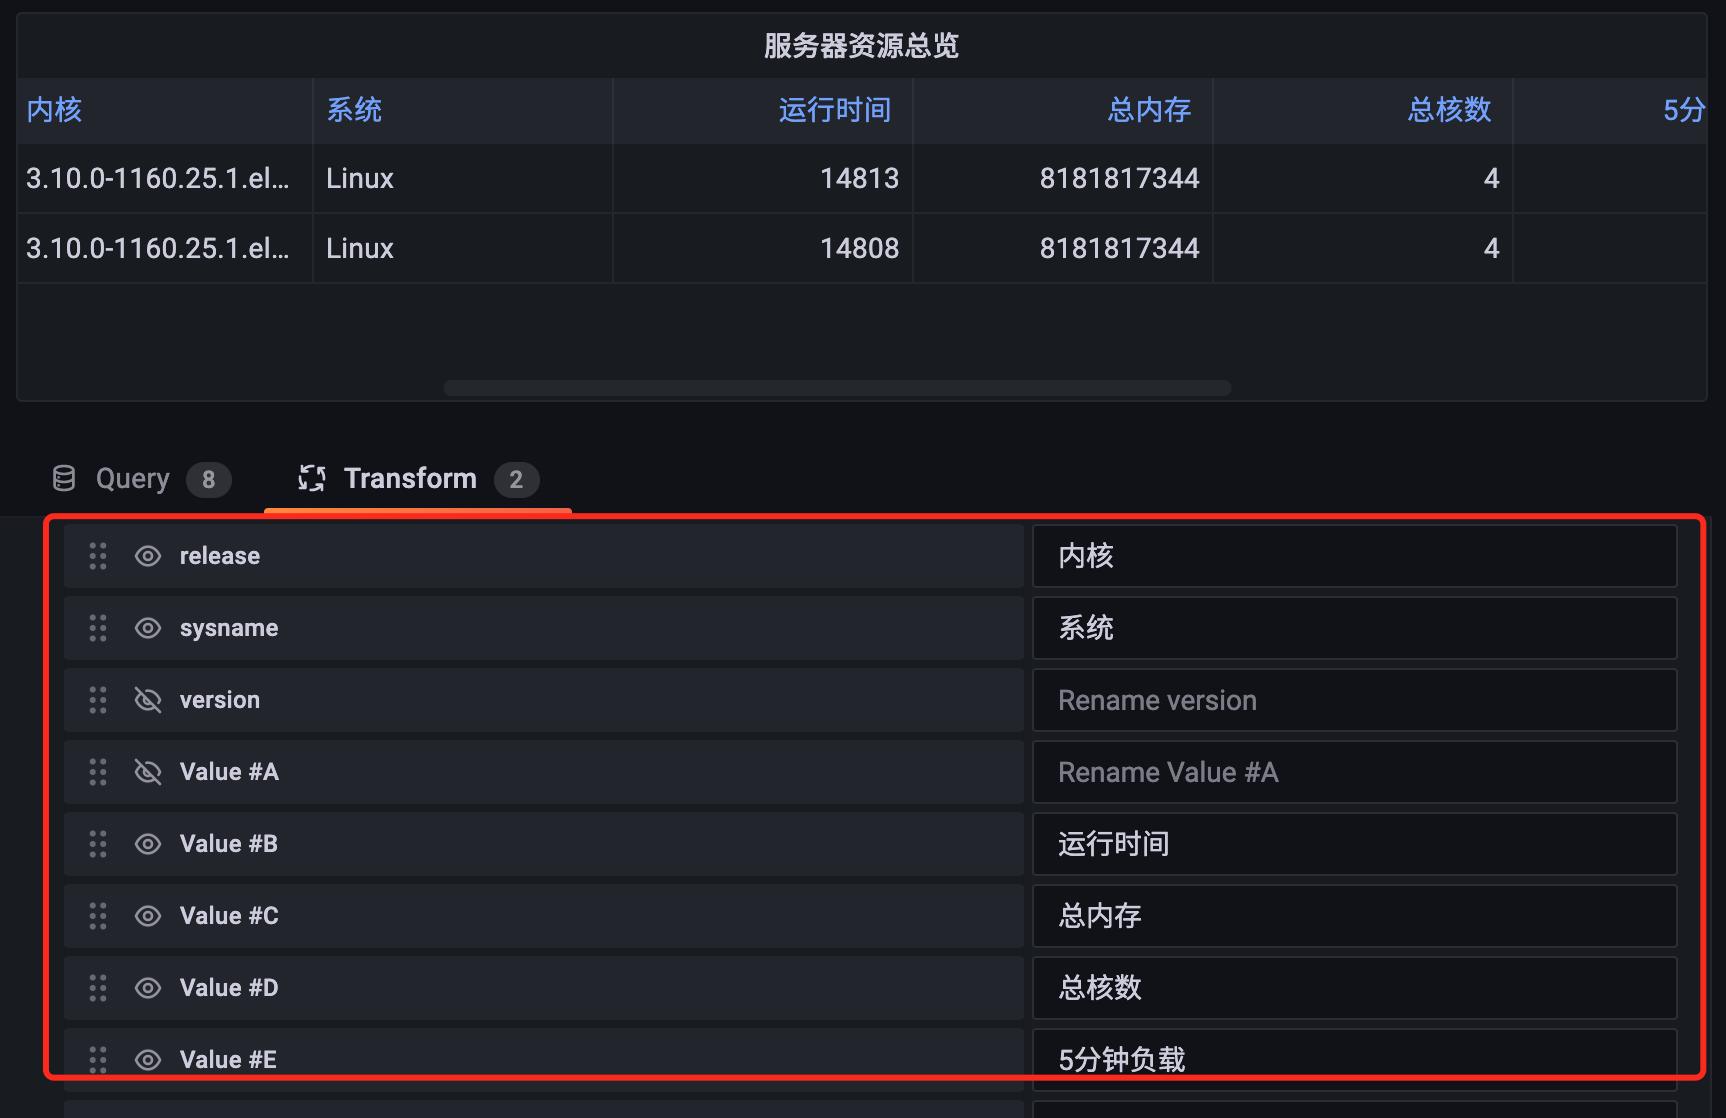 服务器资源总览
内核 系统 运行时间 总内存 总核数 5分
3.10.0-1160.25.1.el... Linux 14813 8181817344 4
3.10.0-1160.25.1.el... Linux 14808 8181817344 4
Query 8 Transform 2
release 内核
sysname 系统
version Rename version
Value #A Rename Value #A
Value #B 运行时间
Value #C 总内存
Value #D 总核数
Value #E 5分钟负载